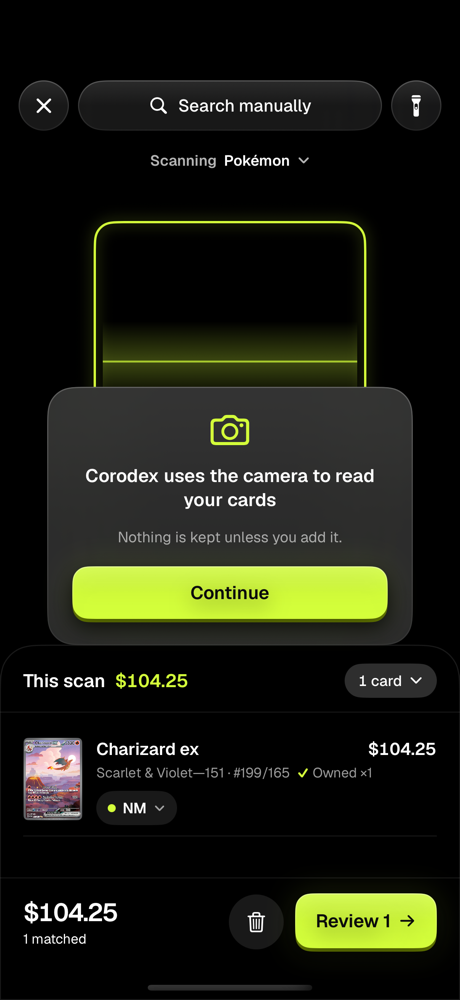 Search manually
Scanning Pokémon
Corodex uses the camera to read
your cards
Nothing is kept unless you add it.
Continue
This scan $104.25
1 card
Charizard ex $104.25
Scarlet & Violet—151 · #199/165 ✓ Owned ×1
NM
$104.25
1 matched
Review 1 →